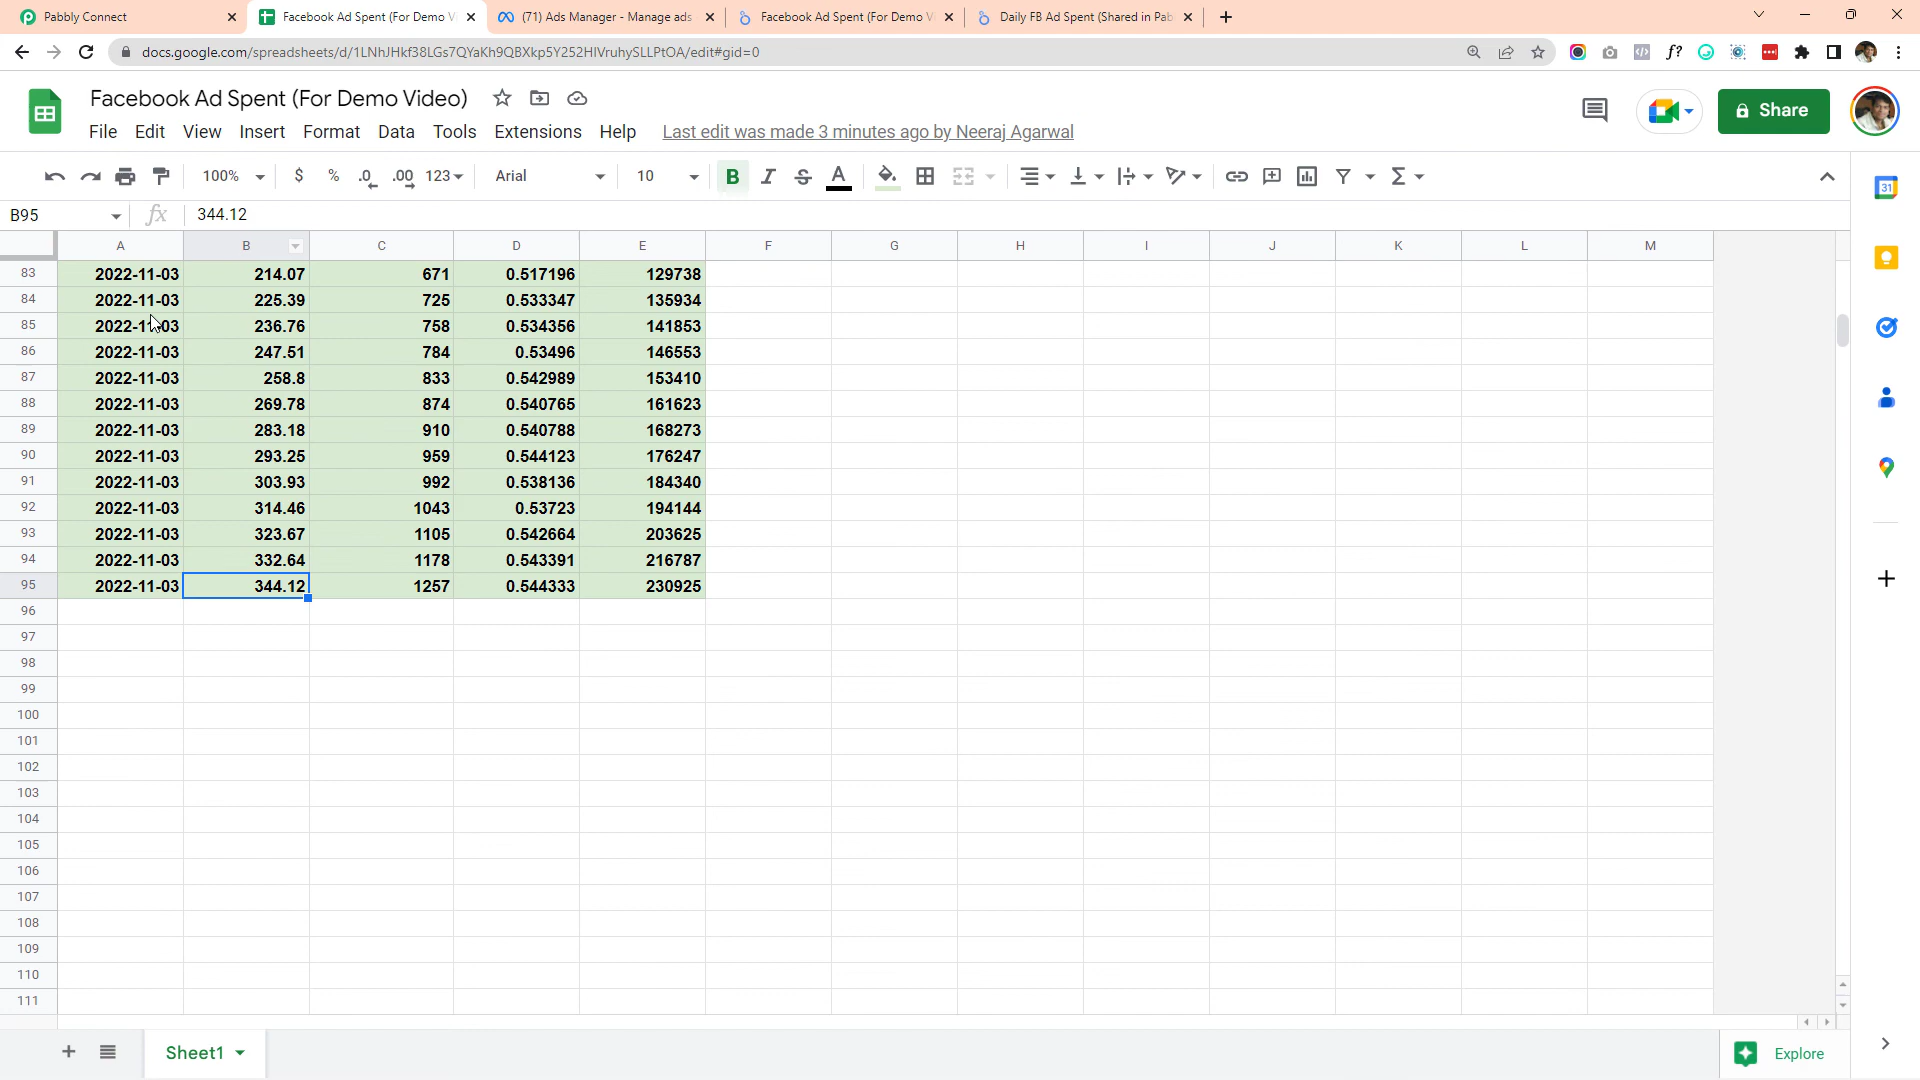 Pabbly Connect
Facebook Ad Spent (For Demo Vi
(71) Ads Manager - Manage ads
Facebook Ad Spent (For Demo Vi
Daily FB Ad Spent (Shared in Pab
docs.google.com/spreadsheets/d/1LNhJHkf38LGs7QYaKh9QBXkp5Y252HIVruhySLLPtOA/edit#gid=0
Facebook Ad Spent (For Demo Video)
File Edit View Insert Format Data Tools Extensions Help Last edit was made 3 minutes ago by Neeraj Agarwal
Share
100% $ % .0 .00 123 Arial 10 B I S A
B95 fx 344.12
A B C D E F G H I J K L M
83 2022-11-03 214.07 671 0.517196 129738
84 2022-11-03 225.39 725 0.533347 135934
85 2022-11-03 236.76 758 0.534356 141853
86 2022-11-03 247.51 784 0.53496 146553
87 2022-11-03 258.8 833 0.542989 153410
88 2022-11-03 269.78 874 0.540765 161623
89 2022-11-03 283.18 910 0.540788 168273
90 2022-11-03 293.25 959 0.544123 176247
91 2022-11-03 303.93 992 0.538136 184340
92 2022-11-03 314.46 1043 0.53723 194144
93 2022-11-03 323.67 1105 0.542664 203625
94 2022-11-03 332.64 1178 0.543391 216787
95 2022-11-03 344.12 1257 0.544333 230925
96
97
98
99
100
101
102
103
104
105
106
107
108
109
110
111
Sheet1
Explore